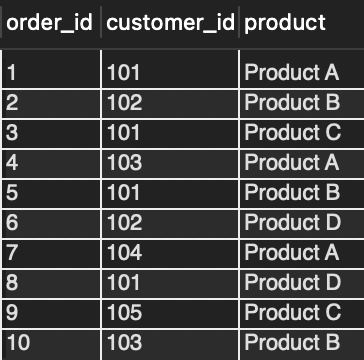 order_id customer_id product
1 101 Product A
2 102 Product B
3 101 Product C
4 103 Product A
5 101 Product B
6 102 Product D
7 104 Product A
8 101 Product D
9 105 Product C
10 103 Product B